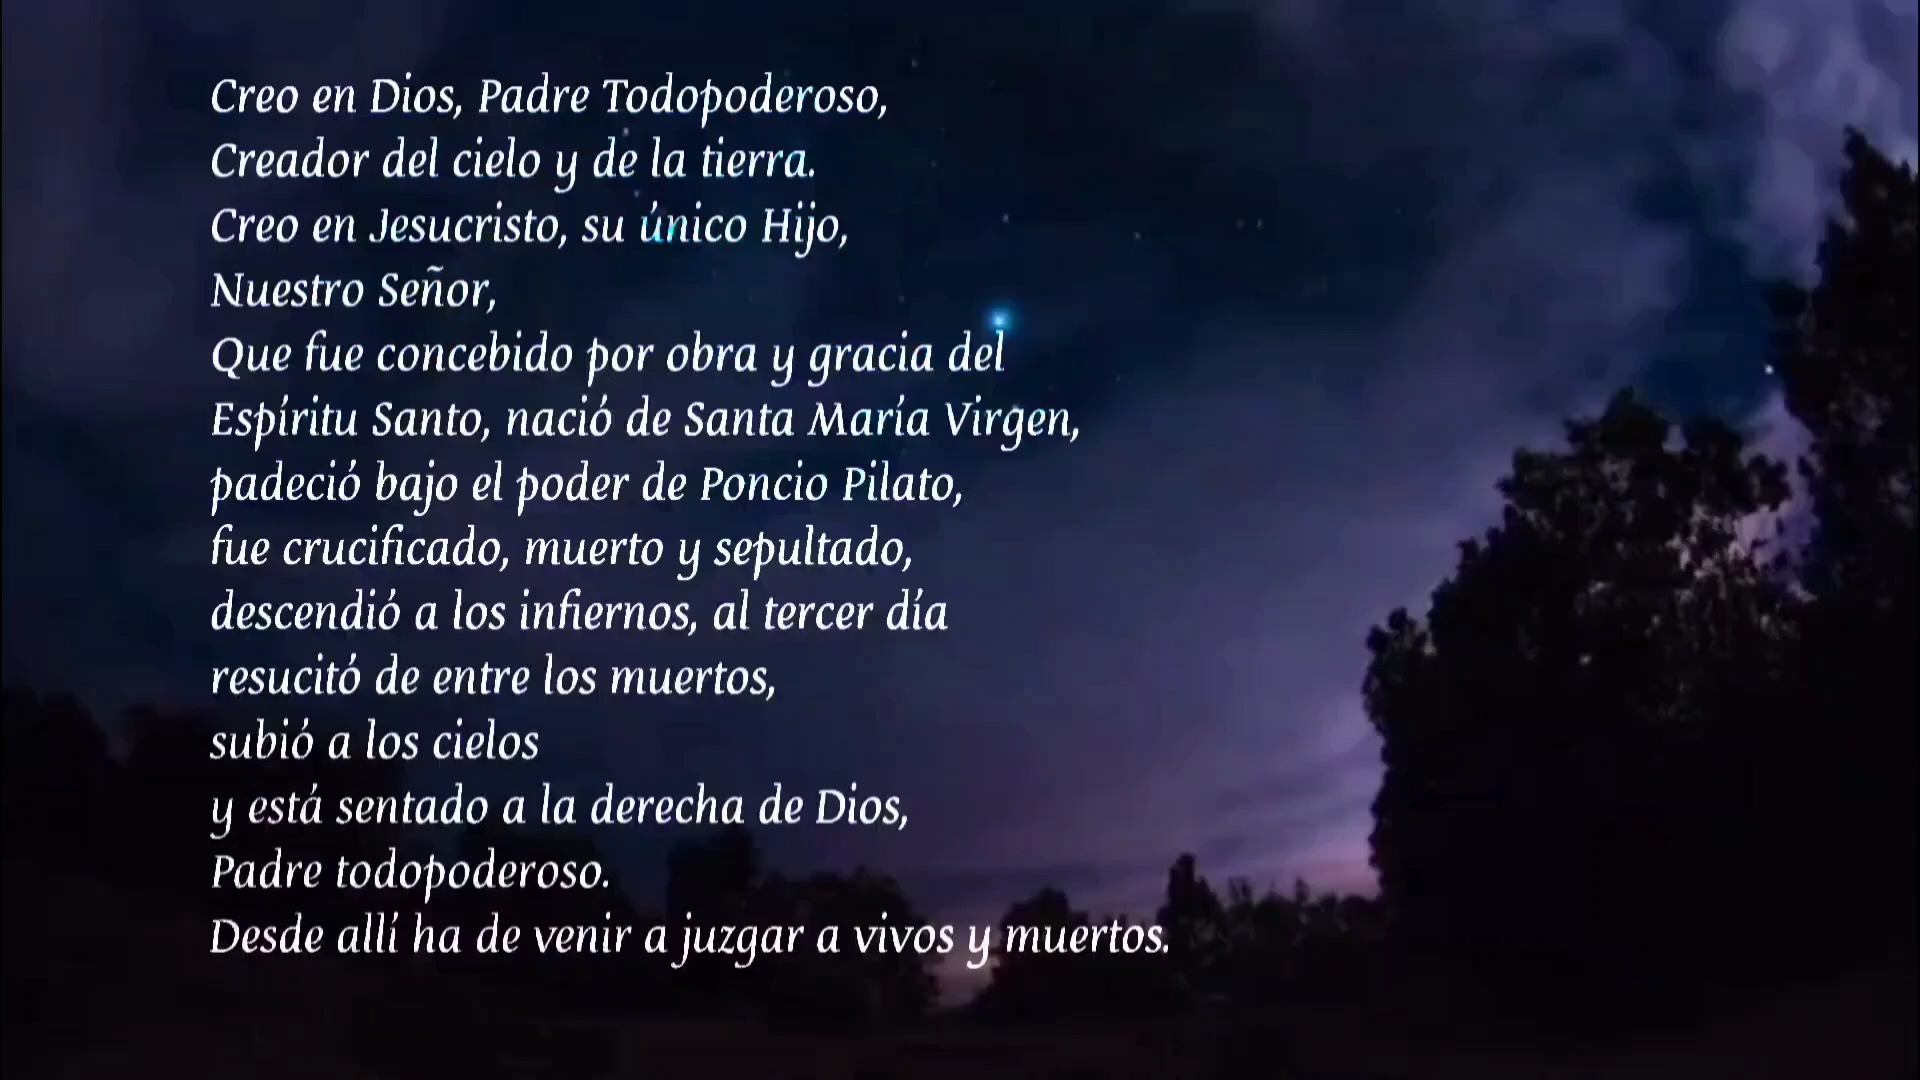 Creo en Dios, Padre Todopoderoso,
Creador del cielo y de la tierra.
Creo en Jesucristo, su único Hijo,
Nuestro Señor,
Que fue concebido por obra y gracia del
Espíritu Santo, nació de Santa María Virgen,
padeció bajo el poder de Poncio Pilato,
fue crucificado, muerto y sepultado,
descendió a los infiernos, al tercer día
resucitó de entre los muertos,
subió a los cielos
y está sentado a la derecha de Dios,
Padre todopoderoso.
Desde allí ha de venir a juzgar a vivos y muertos.